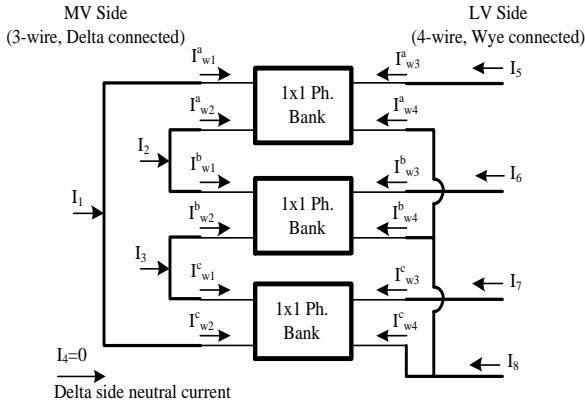 MV Side
(3-wire, Delta connected)
LV Side
(4-wire, Wye connected)
I^a_w1
1x1 Ph.
Bank
I^a_w3
I_5
I^a_w2
I^a_w4
I_2
I^b_w1
1x1 Ph.
Bank
I^b_w3
I_6
I_1
I^b_w2
I^b_w4
I_3
I^c_w1
1x1 Ph.
Bank
I^c_w3
I_7
I^c_w2
I^c_w4
I_4=0
I_8
Delta side neutral current